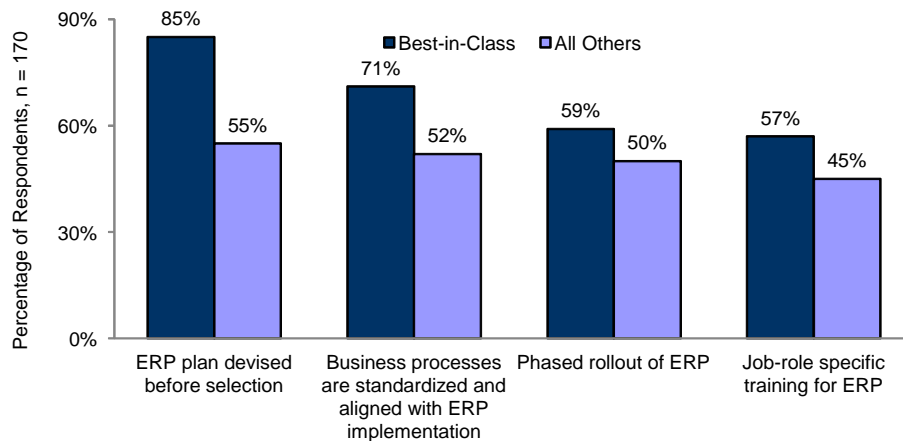 Percentage of Respondents, n = 170
90%
60%
30%
0%
Best-in-Class
All Others
85%
55%
71%
52%
59%
50%
57%
45%
ERP plan devised
before selection
Business processes
are standardized and
aligned with ERP
implementation
Phased rollout of ERP
Job-role specific
training for ERP